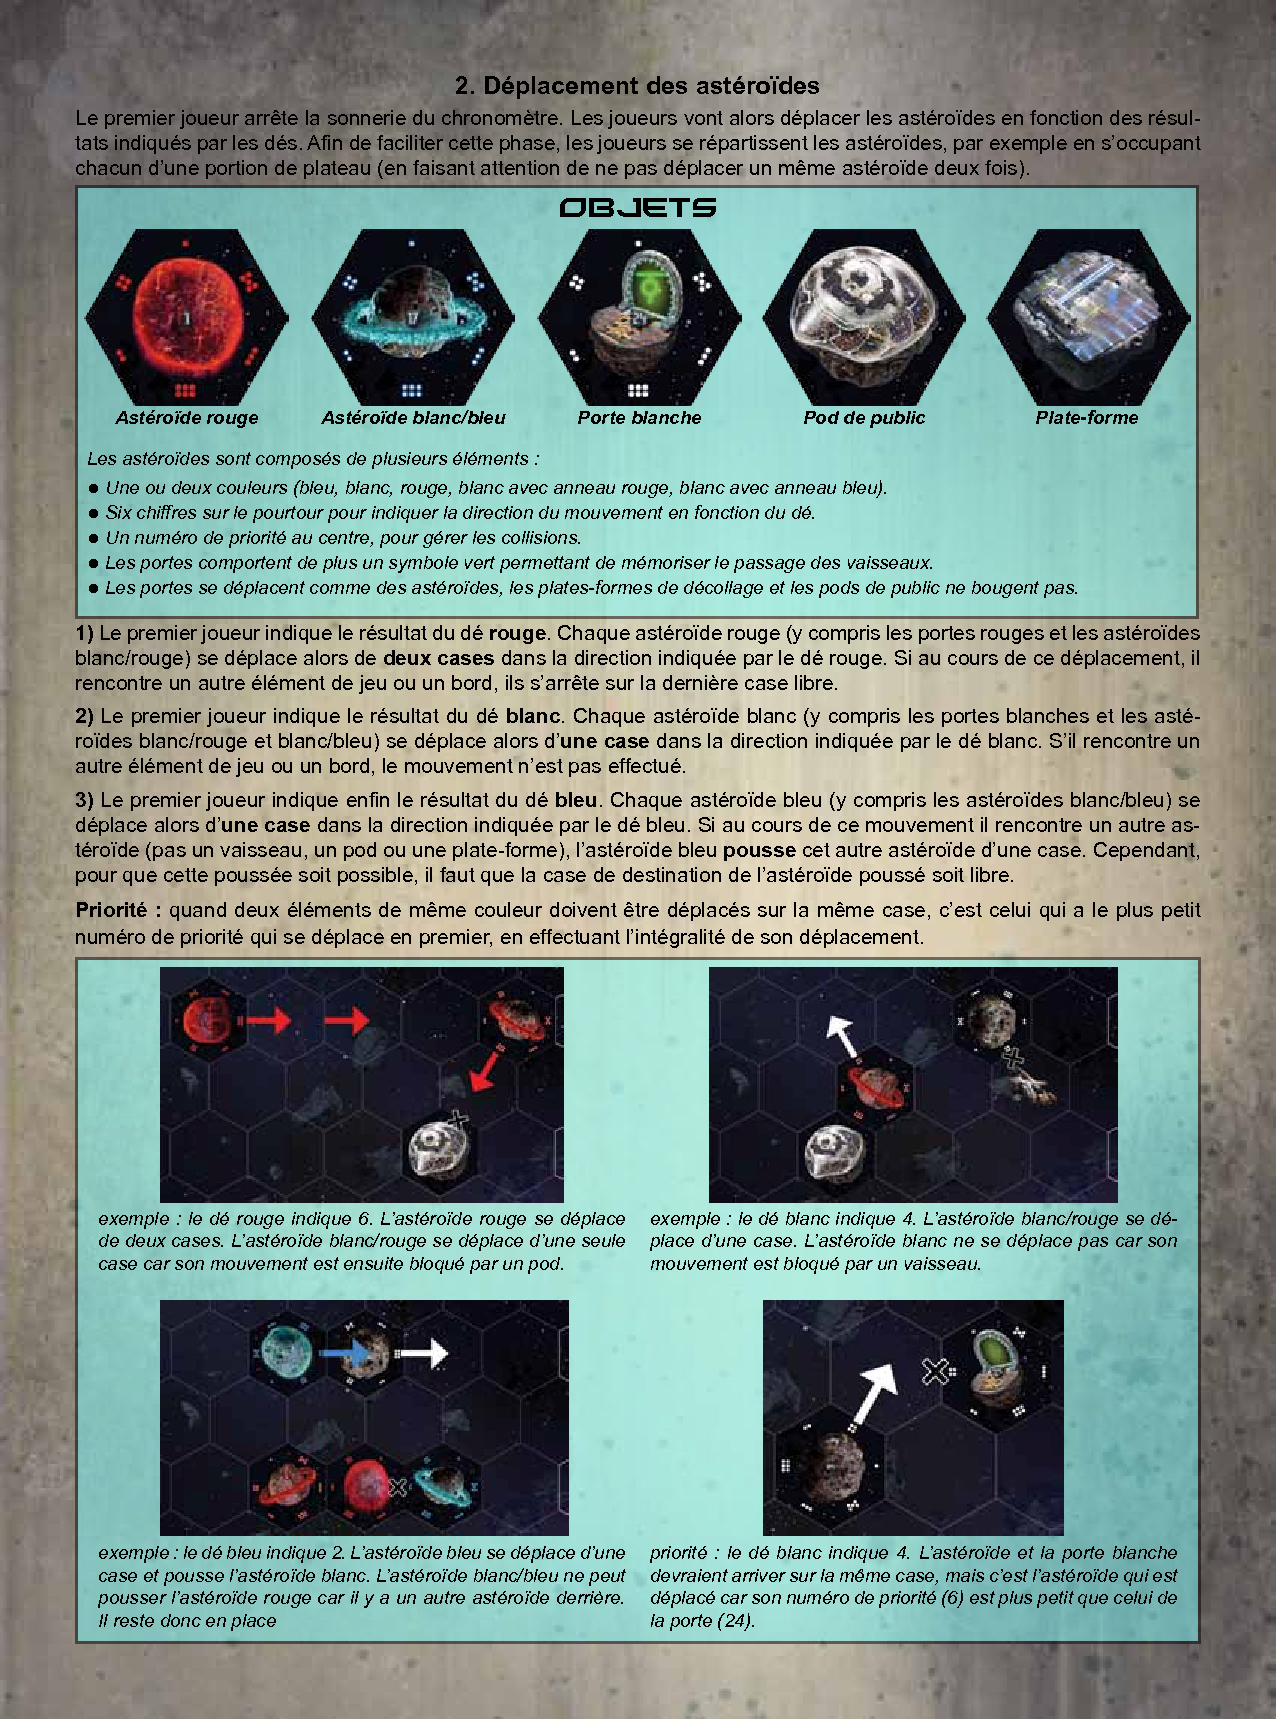 2. Déplacement des astéroïdes
Le premier joueur arrête la sonnerie du chronomètre. Les joueurs vont alors déplacer les astéroïdes en fonction des résul-
tats indiqués par les dés. Afin de faciliter cette phase, les joueurs se répartissent les astéroïdes, par exemple en s'occupant
chacun d'une portion de plateau (en faisant attention de ne pas déplacer un même astéroïde deux fois).
OBJETS
1
17
Astéroïde rouge
Astéroïde blanc/bleu
Porte blanche
Pod de public
Plate-forme
Les astéroïdes sont composés de plusieurs éléments :
● Une ou deux couleurs (bleu, blanc, rouge, blanc avec anneau rouge, blanc avec anneau bleu).
● Six chiffres sur le pourtour pour indiquer la direction du mouvement en fonction du dé.
● Un numéro de priorité au centre, pour gérer les collisions.
● Les portes comportent de plus un symbole vert permettant de mémoriser le passage des vaisseaux.
● Les portes se déplacent comme des astéroïdes, les plates-formes de décollage et les pods de public ne bougent pas.
1) Le premier joueur indique le résultat du dé rouge. Chaque astéroïde rouge (y compris les portes rouges et les astéroïdes
blanc/rouge) se déplace alors de deux cases dans la direction indiquée par le dé rouge. Si au cours de ce déplacement, il
rencontre un autre élément de jeu ou un bord, ils s'arrête sur la dernière case libre.
2) Le premier joueur indique le résultat du dé blanc. Chaque astéroïde blanc (y compris les portes blanches et les asté-
roïdes blanc/rouge et blanc/bleu) se déplace alors d'une case dans la direction indiquée par le dé blanc. S'il rencontre un
autre élément de jeu ou un bord, le mouvement n'est pas effectué.
3) Le premier joueur indique enfin le résultat du dé bleu. Chaque astéroïde bleu (y compris les astéroïdes blanc/bleu) se
déplace alors d'une case dans la direction indiquée par le dé bleu. Si au cours de ce mouvement il rencontre un autre as-
téroïde (pas un vaisseau, un pod ou une plate-forme), l'astéroïde bleu pousse cet autre astéroïde d'une case. Cependant,
pour que cette poussée soit possible, il faut que la case de destination de l'astéroïde poussé soit libre.
Priorité : quand deux éléments de même couleur doivent être déplacés sur la même case, c'est celui qui a le plus petit
numéro de priorité qui se déplace en premier, en effectuant l'intégralité de son déplacement.
exemple : le dé rouge indique 6. L'astéroïde rouge se déplace
de deux cases. L'astéroïde blanc/rouge se déplace d'une seule
case car son mouvement est ensuite bloqué par un pod.
exemple : le dé blanc indique 4. L'astéroïde blanc/rouge se dé-
place d'une case. L'astéroïde blanc ne se déplace pas car son
mouvement est bloqué par un vaisseau.
exemple : le dé bleu indique 2. L'astéroïde bleu se déplace d'une
case et pousse l'astéroïde blanc. L'astéroïde blanc/bleu ne peut
pousser l'astéroïde rouge car il y a un autre astéroïde derrière.
Il reste donc en place
priorité : le dé blanc indique 4. L'astéroïde et la porte blanche
devraient arriver sur la même case, mais c'est l'astéroïde qui est
déplacé car son numéro de priorité (6) est plus petit que celui de
la porte (24).